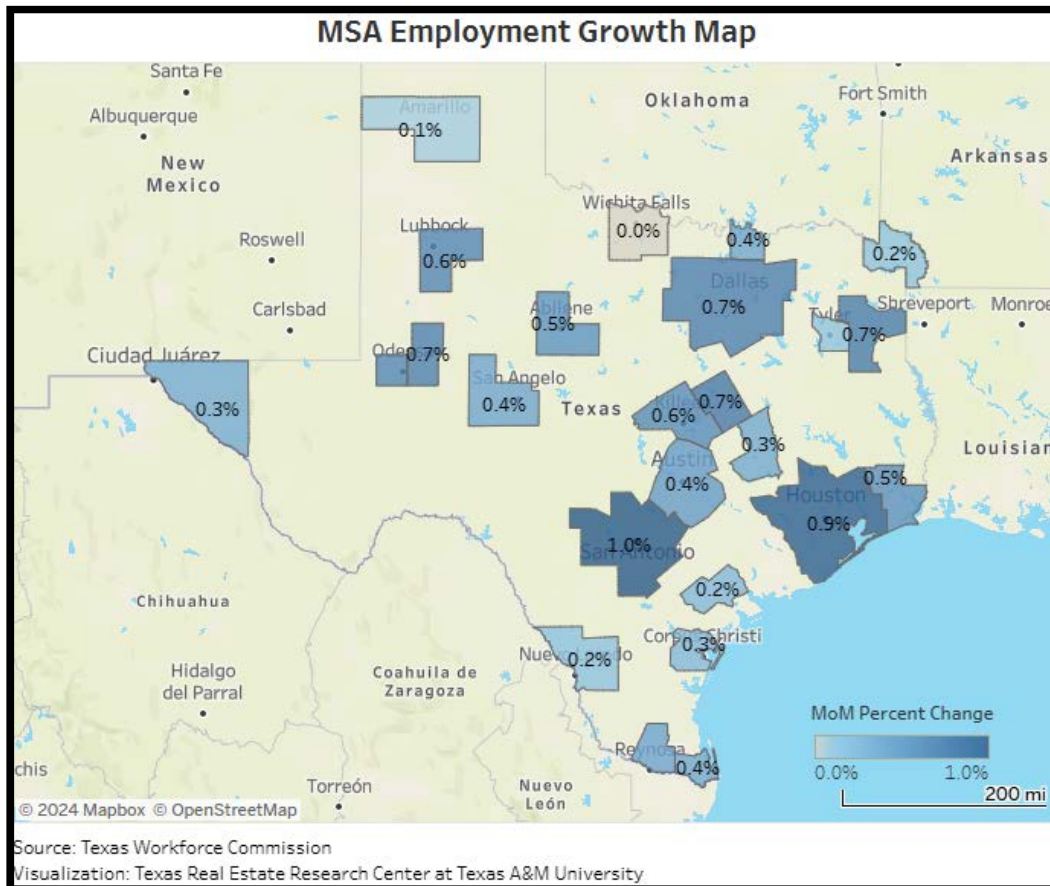 MSA Employment Growth Map
Santa Fe
Albuquerque
New
Mexico
Amarillo
0.1%
Oklahoma
Fort Smith
Arkansas
Wichita Falls
0.0%
Lubbock
0.6%
Roswell
0.4%
0.2%
Dallas
0.7%
Carlsbad
Abilene
0.5%
Tyler
0.7%
Shreveport
Monroe
Ciudad Juárez
0.3%
0.7%
San Angelo
0.4%
Texas
0.7%
0.6%
0.3%
Louisian
Austin
0.4%
Houston
0.9%
0.5%
1.0%
San Antonio
0.2%
Chihuahua
Christi
0.3%
0.2%
Hidalgo
del Parral
Coahuila de
Zaragoza
MoM Percent Change
0.0%
1.0%
Reynosa
0.4%
chis
Torreón
Nuevo
León
200 mi
© 2024 Mapbox © OpenStreetMap
Source: Texas Workforce Commission
Visualization: Texas Real Estate Research Center at Texas A&M University